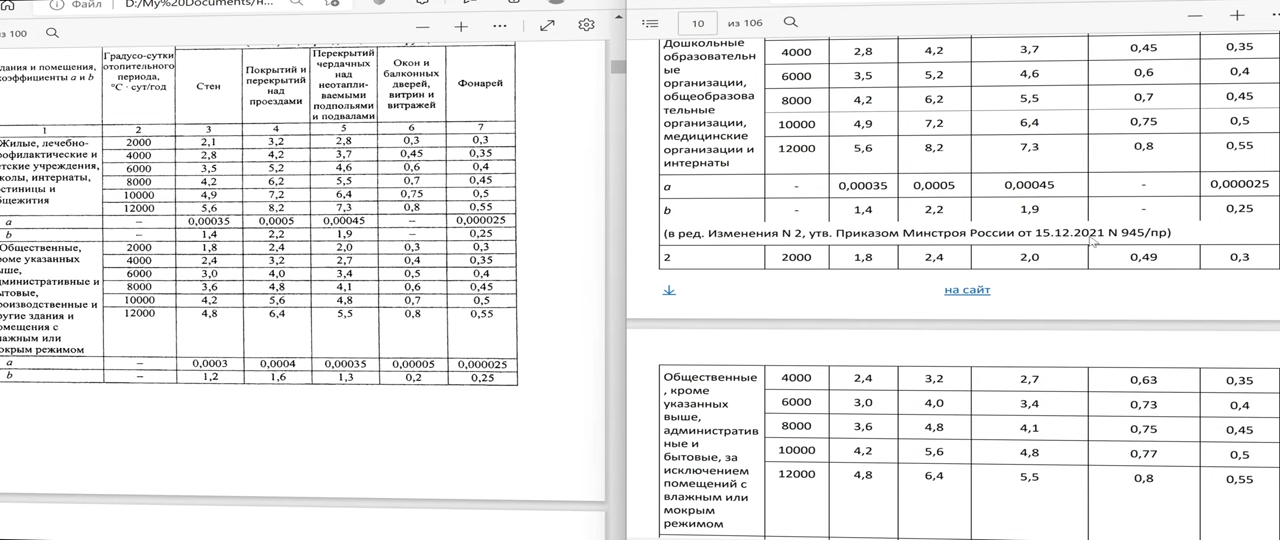 Файл
D:/My%20Documents/н...
из 100
Градусо-сутки отопительного периода, °С · сут/год
Стен
Покрытий и перекрытий над проездами
Перекрытий чердачных над неотапли-ваемыми подпольями и подвалами
Окон и балконных дверей, витрин и витражей
Фонарей
здания и помещения,
коэффициенты a и b
1 2 3 4 5 6 7
Жилые, лечебно-
рофилактические и
етские учреждения,
колы, интернаты,
стиницы и
бщежития
2000 2,1 3,2 2,8 0,3 0,3
4000 2,8 4,2 3,7 0,45 0,35
6000 3,5 5,2 4,6 0,6 0,4
8000 4,2 6,2 5,5 0,7 0,45
10000 4,9 7,2 6,4 0,75 0,5
12000 5,6 8,2 7,3 0,8 0,55
a – 0,00035 0,0005 0,00045 – 0,000025
b – 1,4 2,2 1,9 – 0,25
Общественные,
роме указанных
ыше,
дминистративные и
ытовые,
роизводственные и
ругие здания и
омещения с
лажным или
окрым режимом
2000 1,8 2,4 2,0 0,3 0,3
4000 2,4 3,2 2,7 0,4 0,35
6000 3,0 4,0 3,4 0,5 0,4
8000 3,6 4,8 4,1 0,6 0,45
10000 4,2 5,6 4,8 0,7 0,5
12000 4,8 6,4 5,5 0,8 0,55
a – 0,0003 0,0004 0,00035 0,00005 0,000025
b – 1,2 1,6 1,3 0,2 0,25
10 из 106
Дошкольные
образовательн
ые
организации,
общеобразова
тельные
организации,
медицинские
организации и
интернаты
4000 2,8 4,2 3,7 0,45 0,35
6000 3,5 5,2 4,6 0,6 0,4
8000 4,2 6,2 5,5 0,7 0,45
10000 4,9 7,2 6,4 0,75 0,5
12000 5,6 8,2 7,3 0,8 0,55
a - 0,00035 0,0005 0,00045 - 0,000025
b - 1,4 2,2 1,9 - 0,25
(в ред. Изменения N 2, утв. Приказом Минстроя России от 15.12.2021 N 945/пр)
2 2000 1,8 2,4 2,0 0,49 0,3
на сайт
Общественные
, кроме
указанных
выше,
административ
ные и
бытовые, за
исключением
помещений с
влажным или
мокрым
режимом
4000 2,4 3,2 2,7 0,63 0,35
6000 3,0 4,0 3,4 0,73 0,4
8000 3,6 4,8 4,1 0,75 0,45
10000 4,2 5,6 4,8 0,77 0,5
12000 4,8 6,4 5,5 0,8 0,55